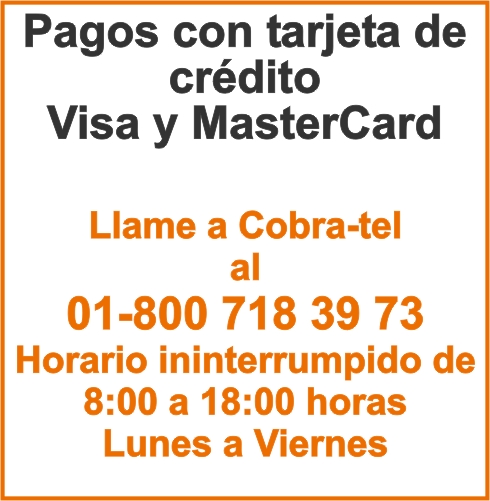 Pagos con tarjeta de
crédito
Visa y MasterCard
Llame a Cobra-tel
al
01-800 718 39 73
Horario ininterrumpido de
8:00 a 18:00 horas
Lunes a Viernes